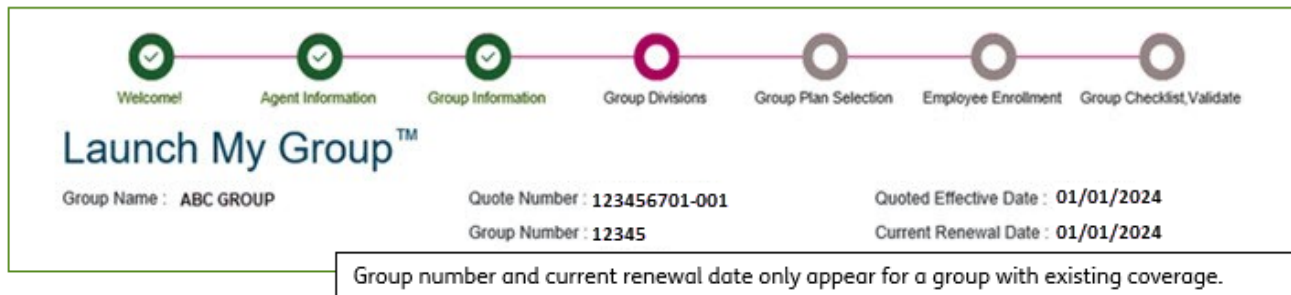 Welcome! Agent Information Group Information Group Divisions Group Plan Selection Employee Enrollment Group Checklist,Validate
Launch My Group™
Group Name : ABC GROUP Quote Number : 123456701-001 Quoted Effective Date : 01/01/2024
Group Number : 12345 Current Renewal Date : 01/01/2024
Group number and current renewal date only appear for a group with existing coverage.